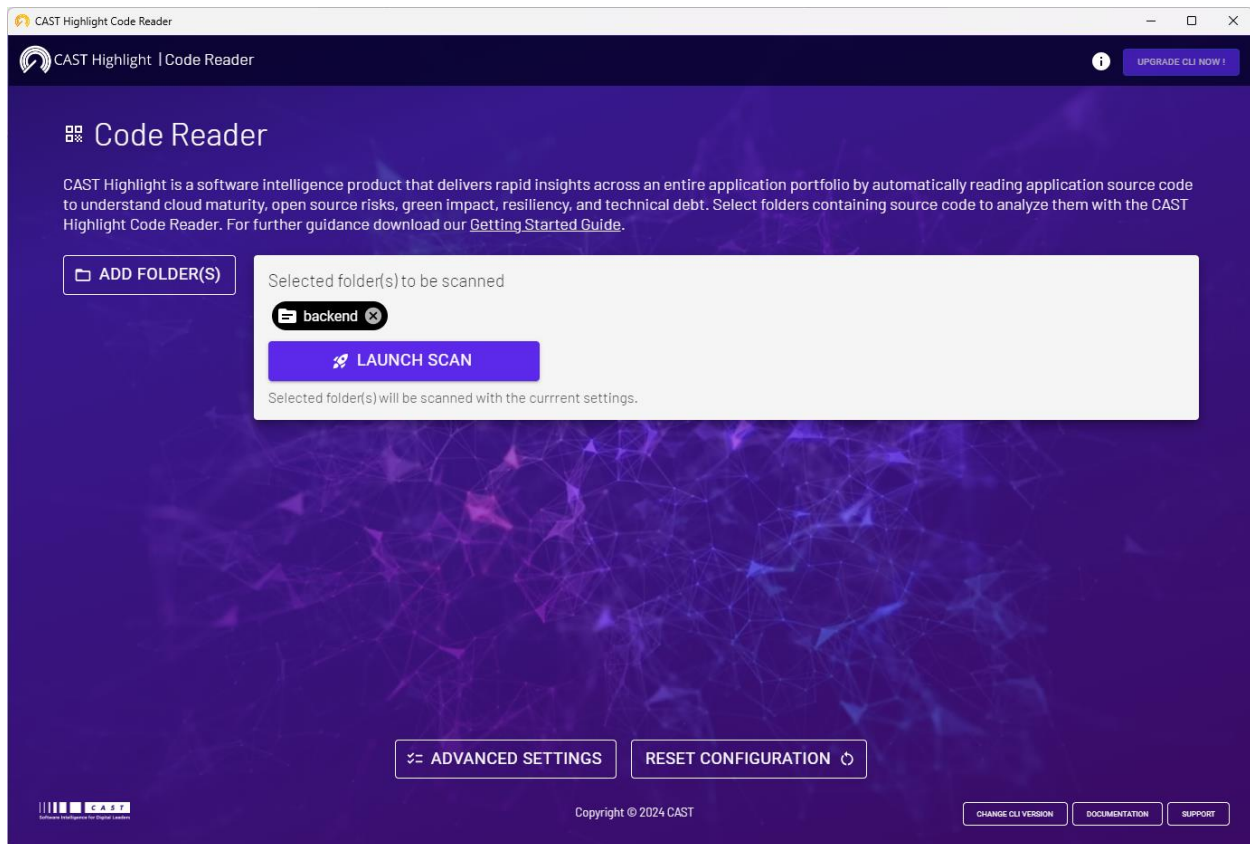 CAST Highlight Code Reader
CAST Highlight | Code Reader
i
UPGRADE CLI NOW !
Code Reader
CAST Highlight is a software intelligence product that delivers rapid insights across an entire application portfolio by automatically reading application source code
to understand cloud maturity, open source risks, green impact, resiliency, and technical debt. Select folders containing source code to analyze them with the CAST
Highlight Code Reader. For further guidance download our Getting Started Guide.
ADD FOLDER(S)
Selected folder(s) to be scanned
backend
LAUNCH SCAN
Selected folder(s) will be scanned with the currrent settings.
ADVANCED SETTINGS
RESET CONFIGURATION
CAST
Software Intelligence for Digital Leaders
Copyright © 2024 CAST
CHANGE CLI VERSION
DOCUMENTATION
SUPPORT